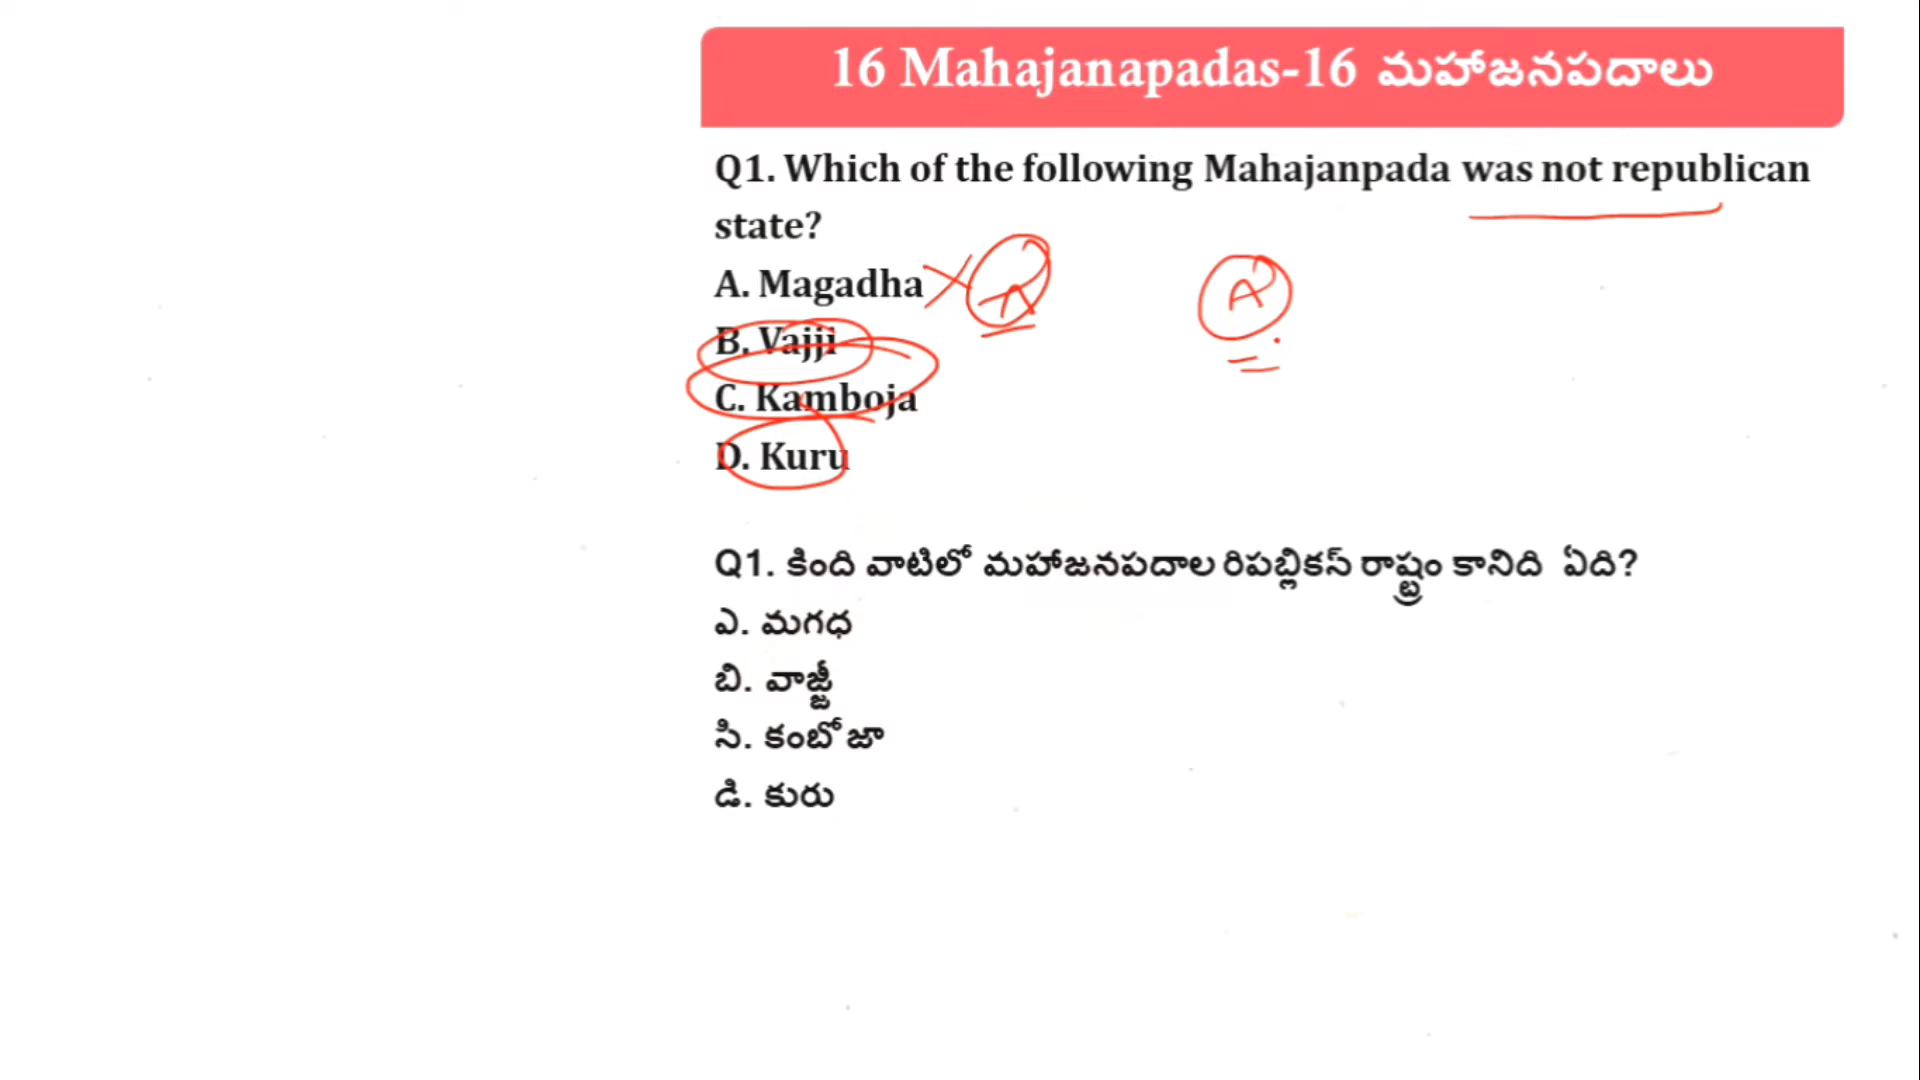 16 Mahajanapadas-16 మహాజనపదాలు
Q1. Which of the following Mahajanpada was not republican
state?
A. Magadha
B. Vajji
C. Kamboja
D. Kuru
A
Q1. కింది వాటిలో మహాజనపదాల రిపబ్లికన్ రాష్ట్రం కానిది ఏది?
ఎ. మగధ
బి. వాజ్జీ
సి. కంబోజా
డి. కురు